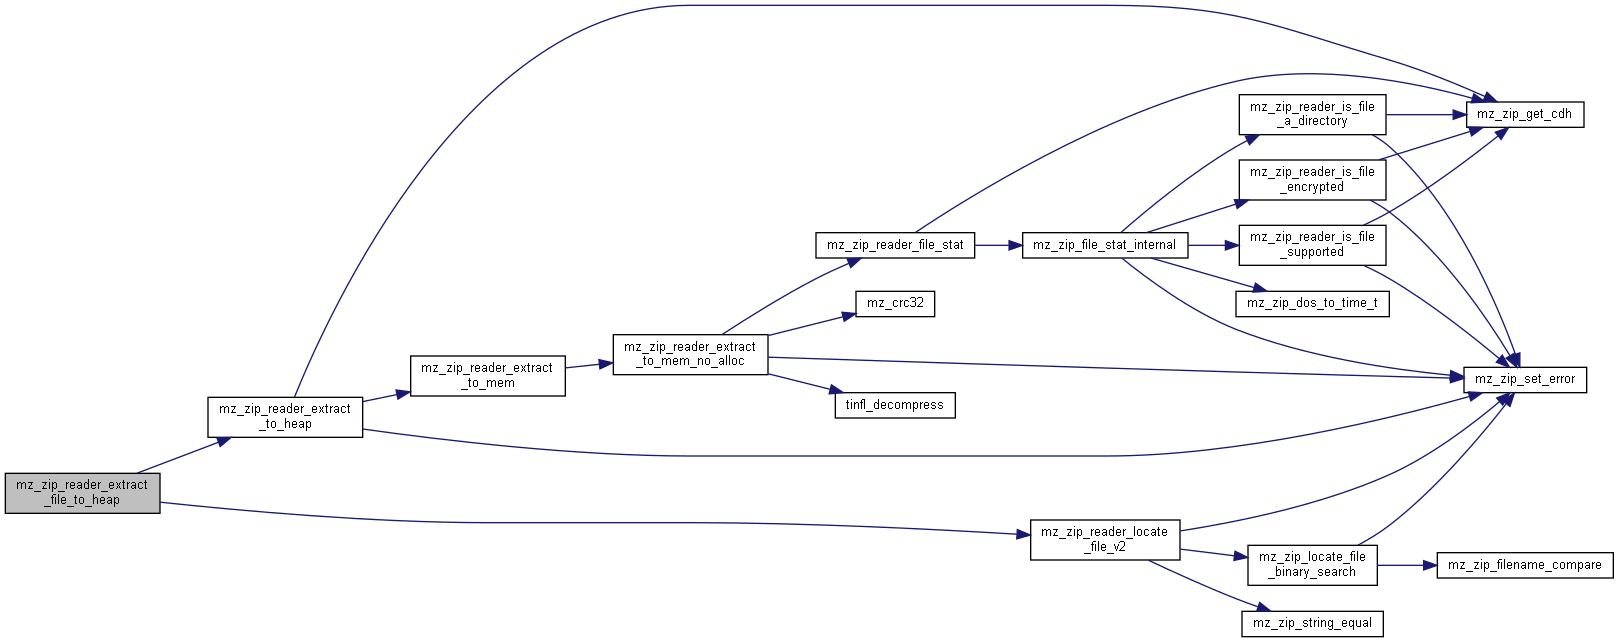 mz_zip_reader_extract
_file_to_heap
mz_zip_reader_extract
_to_heap
mz_zip_reader_extract
_to_mem
mz_zip_reader_extract
_to_mem_no_alloc
mz_zip_reader_file_stat
mz_crc32
tinfl_decompress
mz_zip_file_stat_internal
mz_zip_reader_is_file
_a_directory
mz_zip_reader_is_file
_encrypted
mz_zip_reader_is_file
_supported
mz_zip_dos_to_time_t
mz_zip_get_cdh
mz_zip_set_error
mz_zip_reader_locate
_file_v2
mz_zip_locate_file
_binary_search
mz_zip_filename_compare
mz_zip_string_equal